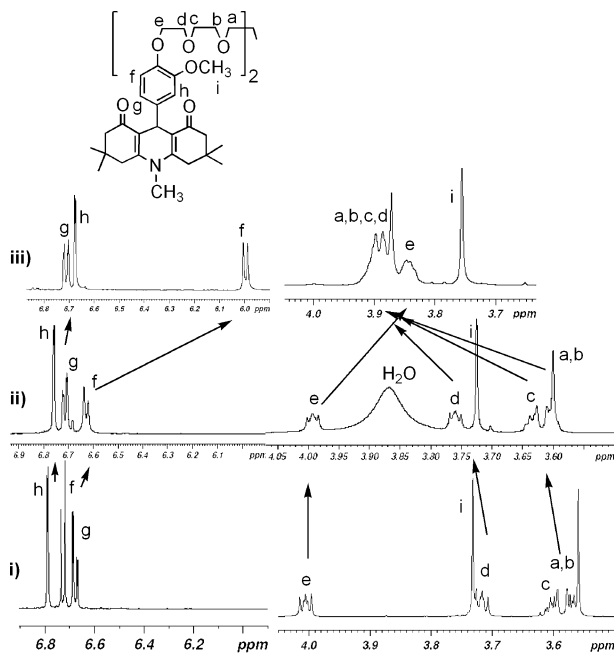 e d c b a
O O O
O OCH3 2
f i
h
O g O
N
CH3
iii)
g h f
a,b,c,d e i
6.8 6.7 6.6 6.5 6.4 6.3 6.2 6.1 6.0 ppm
4.0 3.9 3.8 3.7 ppm
ii)
h g f
e H2O d i c a,b
6.9 6.8 6.7 6.6 6.5 6.4 6.3 6.2 6.1 ppm
4.05 4.00 3.95 3.90 3.85 3.80 3.75 3.70 3.65 3.60 ppm
i)
h f g
e i d c a,b
6.8 6.6 6.4 6.2 ppm
4.0 3.9 3.8 3.7 3.6 ppm